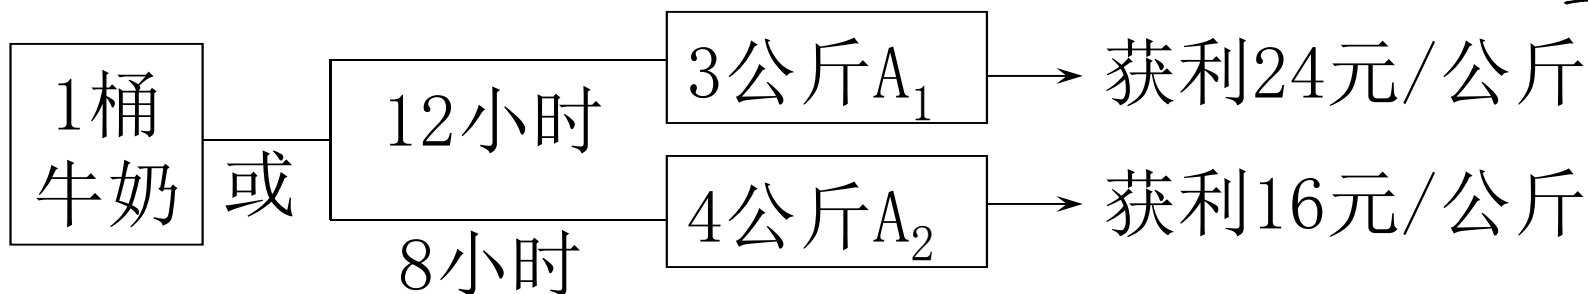 1桶
牛奶
或
12小时
8小时
3公斤A₁
4公斤A₂
获利24元/公斤
获利16元/公斤